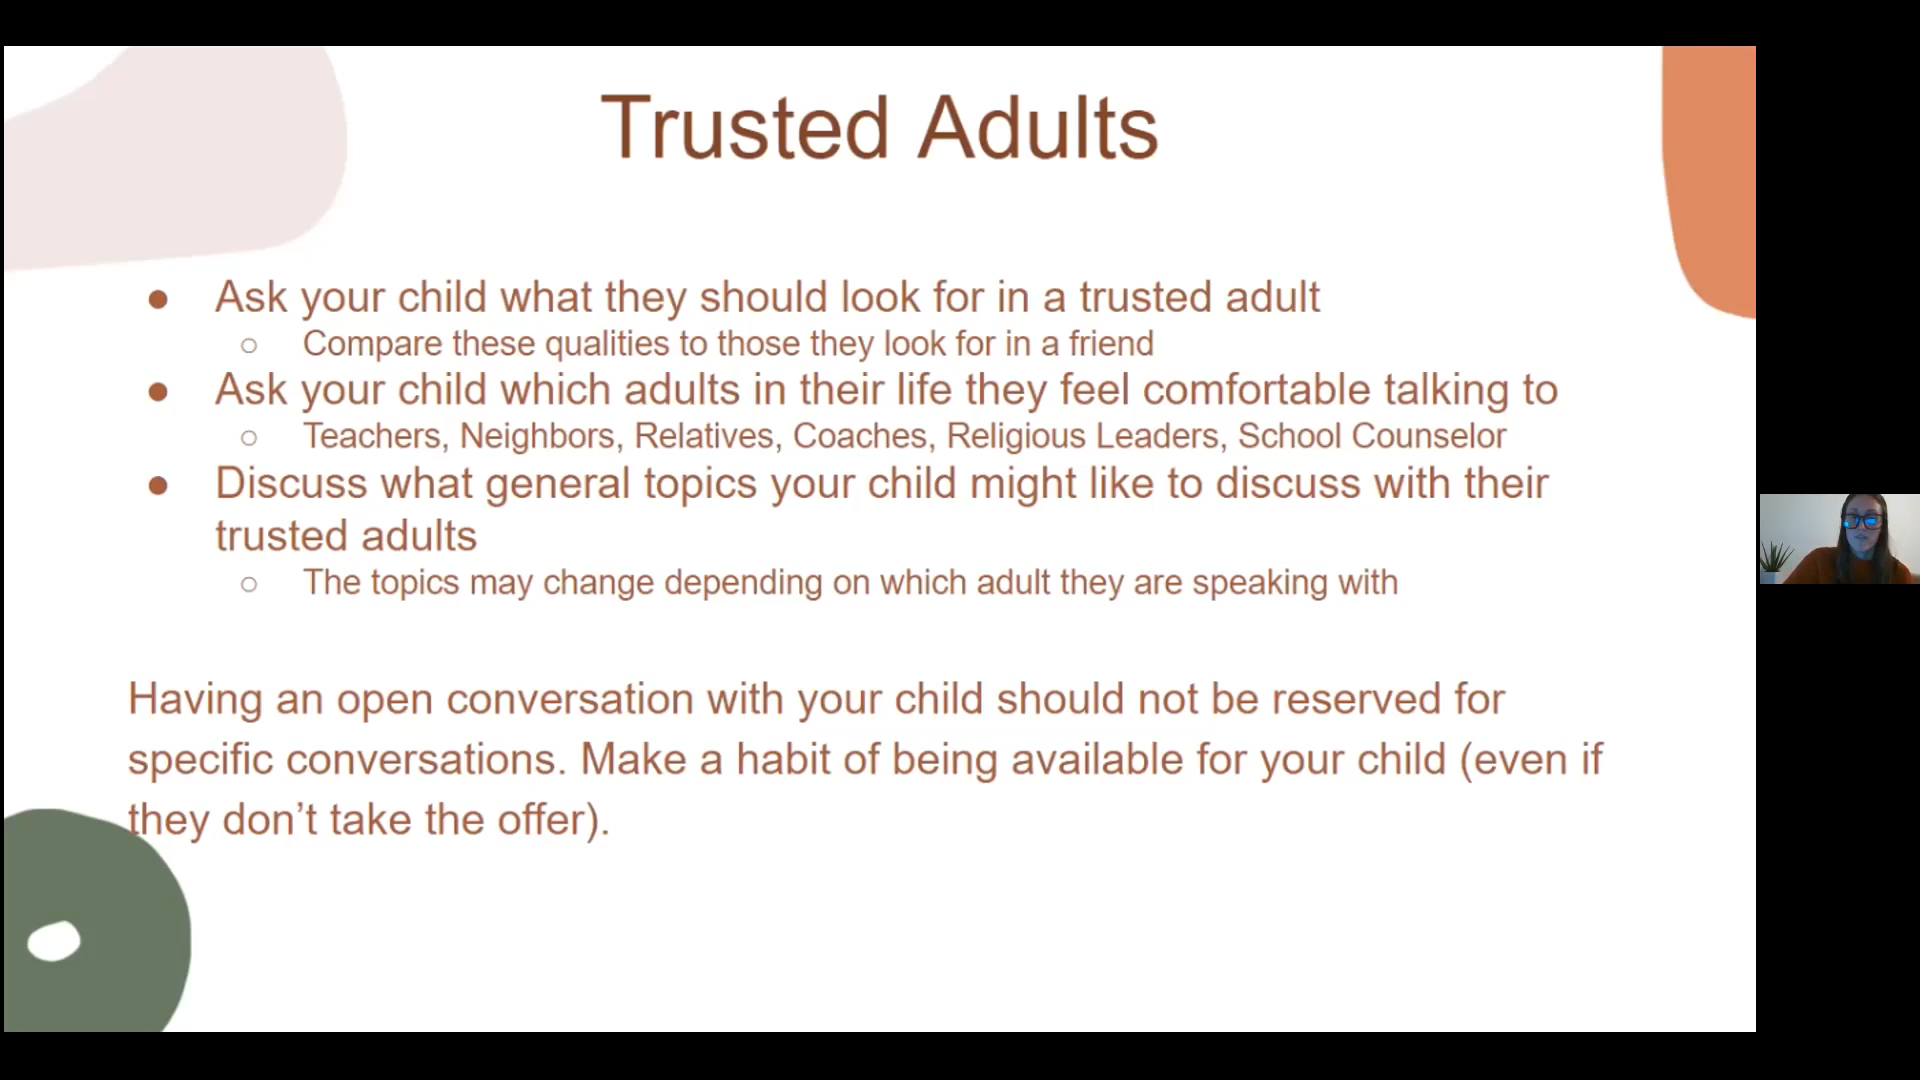 Trusted Adults
● Ask your child what they should look for in a trusted adult
○ Compare these qualities to those they look for in a friend
● Ask your child which adults in their life they feel comfortable talking to
○ Teachers, Neighbors, Relatives, Coaches, Religious Leaders, School Counselor
● Discuss what general topics your child might like to discuss with their
trusted adults
○ The topics may change depending on which adult they are speaking with
Having an open conversation with your child should not be reserved for
specific conversations. Make a habit of being available for your child (even if
they don’t take the offer).